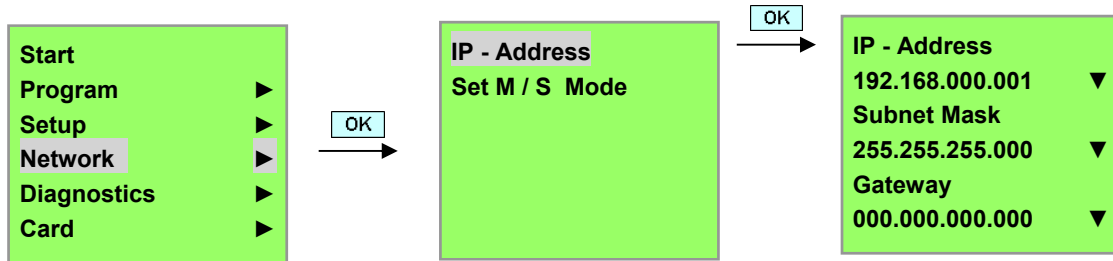 Start
Program ►
Setup ►
Network ►
Diagnostics ►
Card ►
OK
IP - Address
Set M / S Mode
OK
IP - Address
192.168.000.001 ▼
Subnet Mask
255.255.255.000 ▼
Gateway
000.000.000.000 ▼